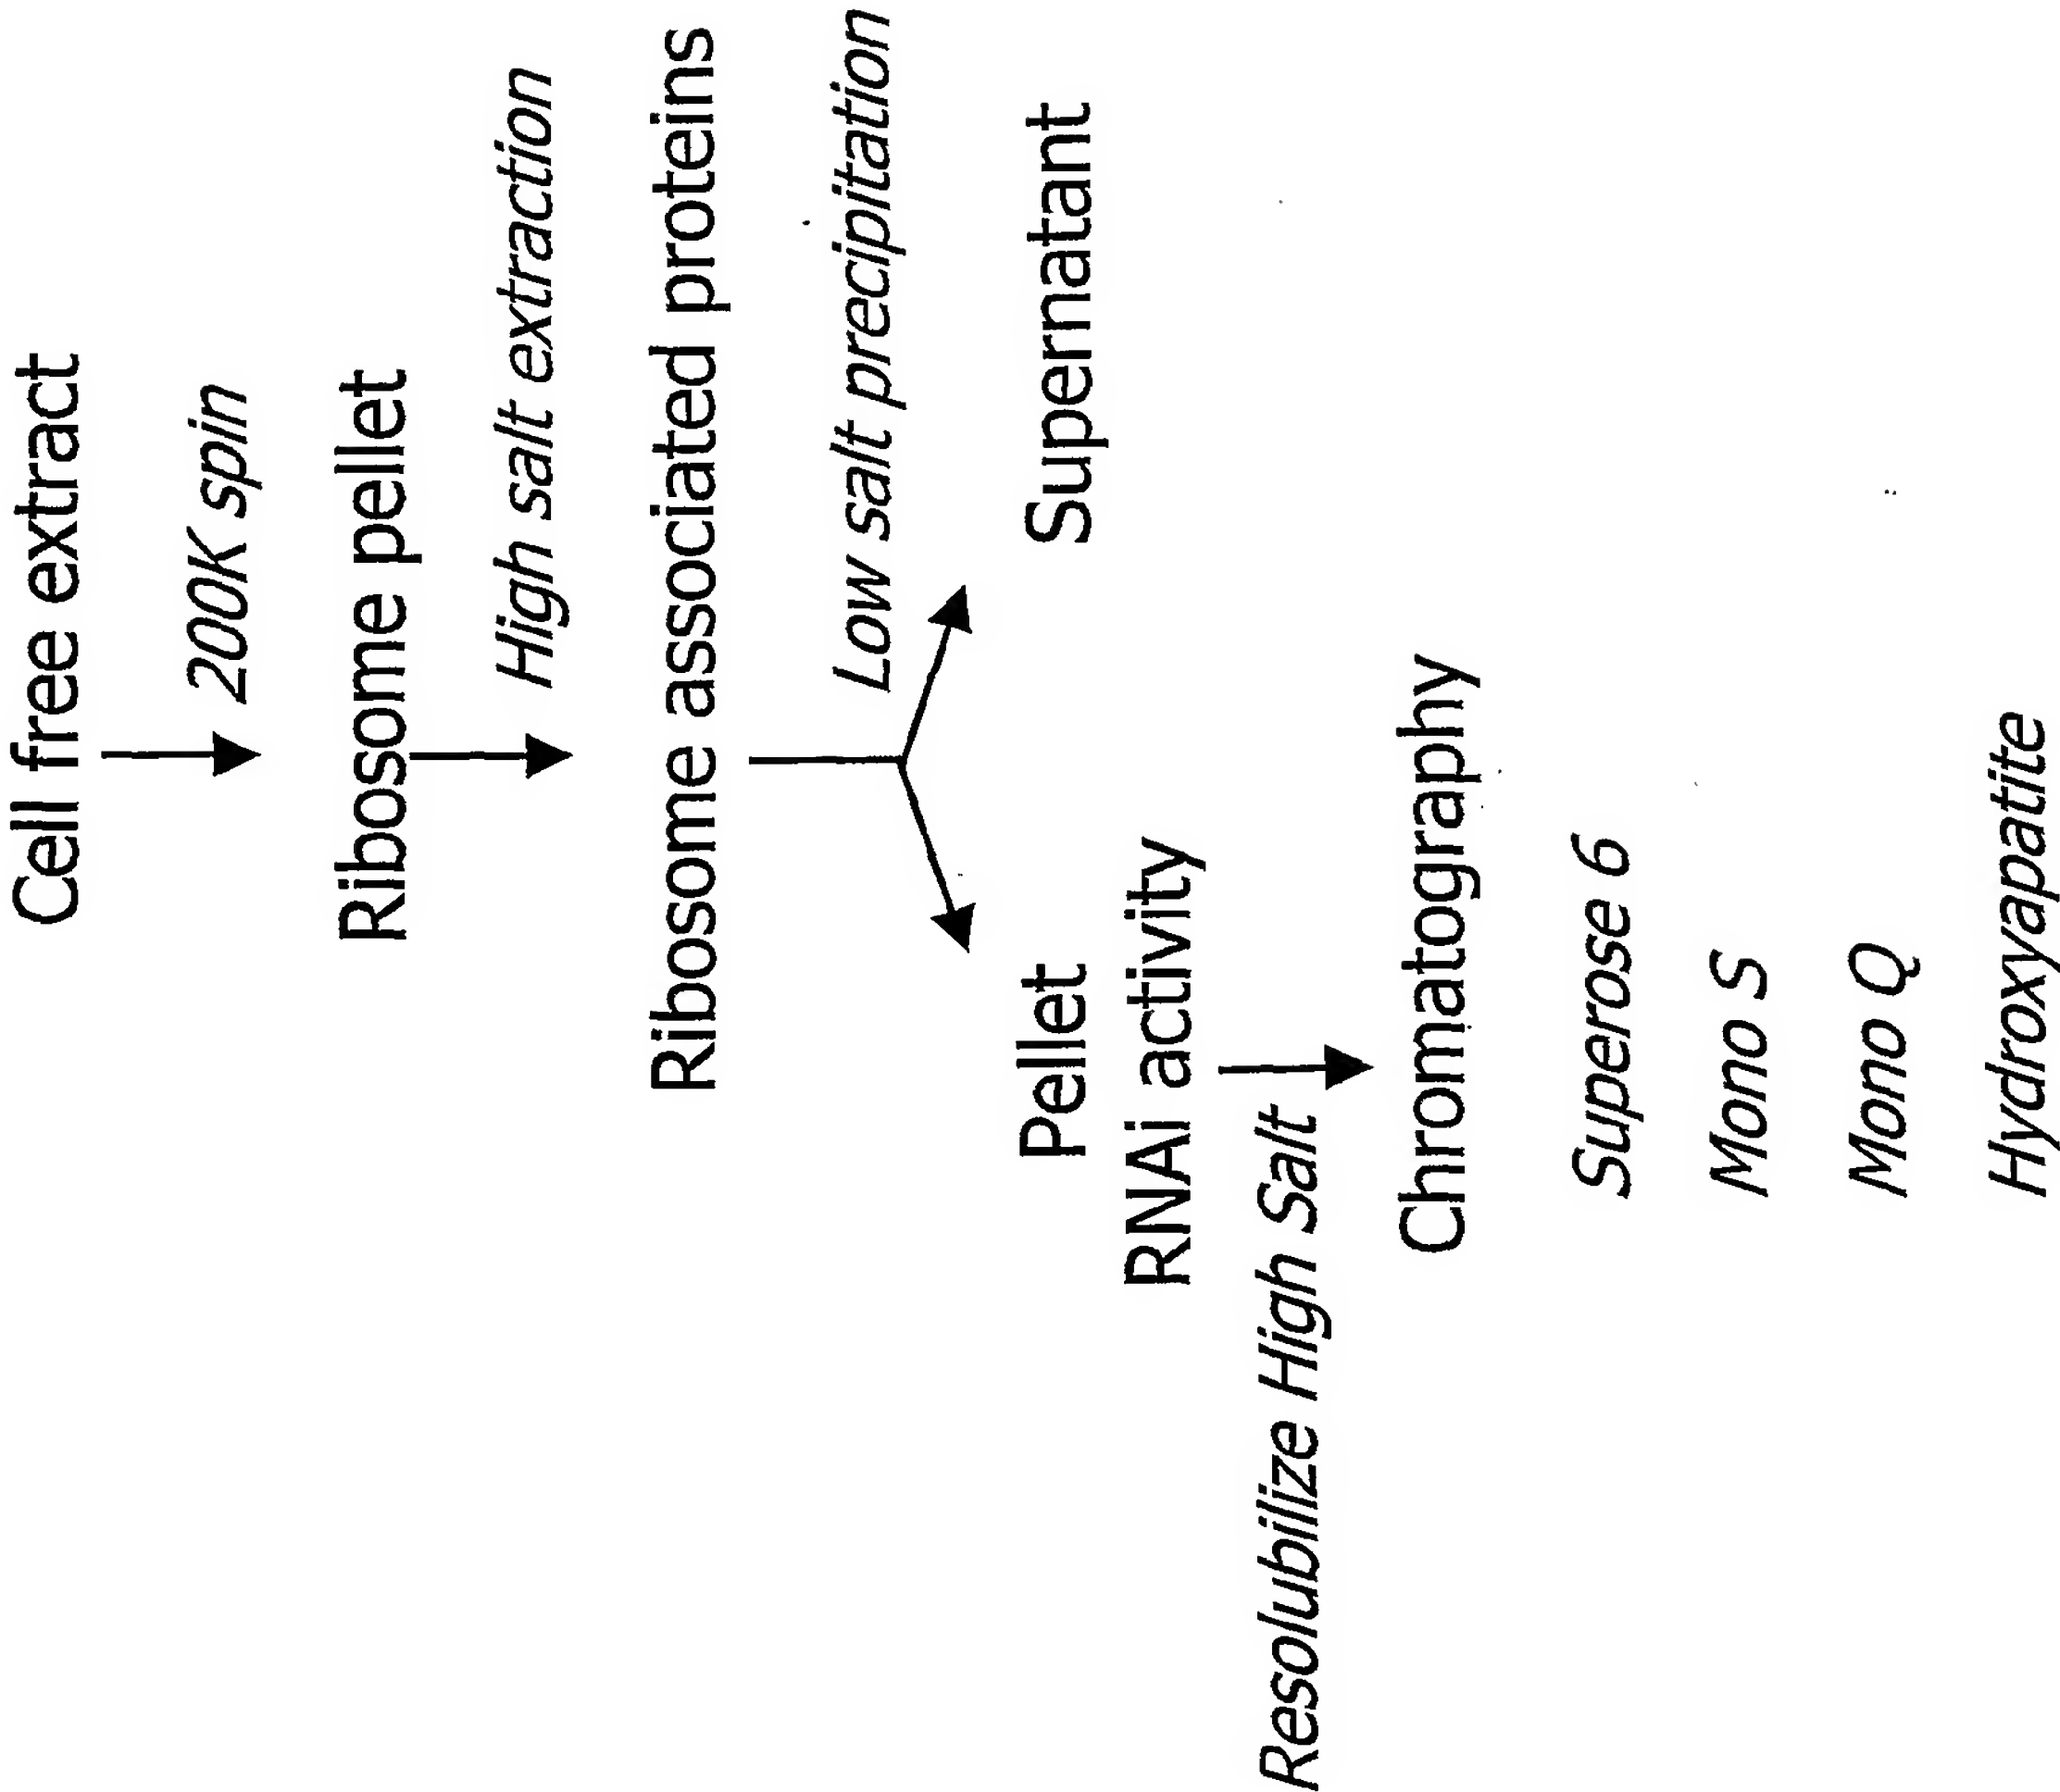 Cell free extract
200K spin
Ribosome pellet
High salt extraction
Ribosome associated proteins
Low salt precipitation
Pellet
Supernatant
RNAi activity
Resolubilize High Salt
Chromatography
Superose 6
Mono S
Mono Q
Hydroxyapatite